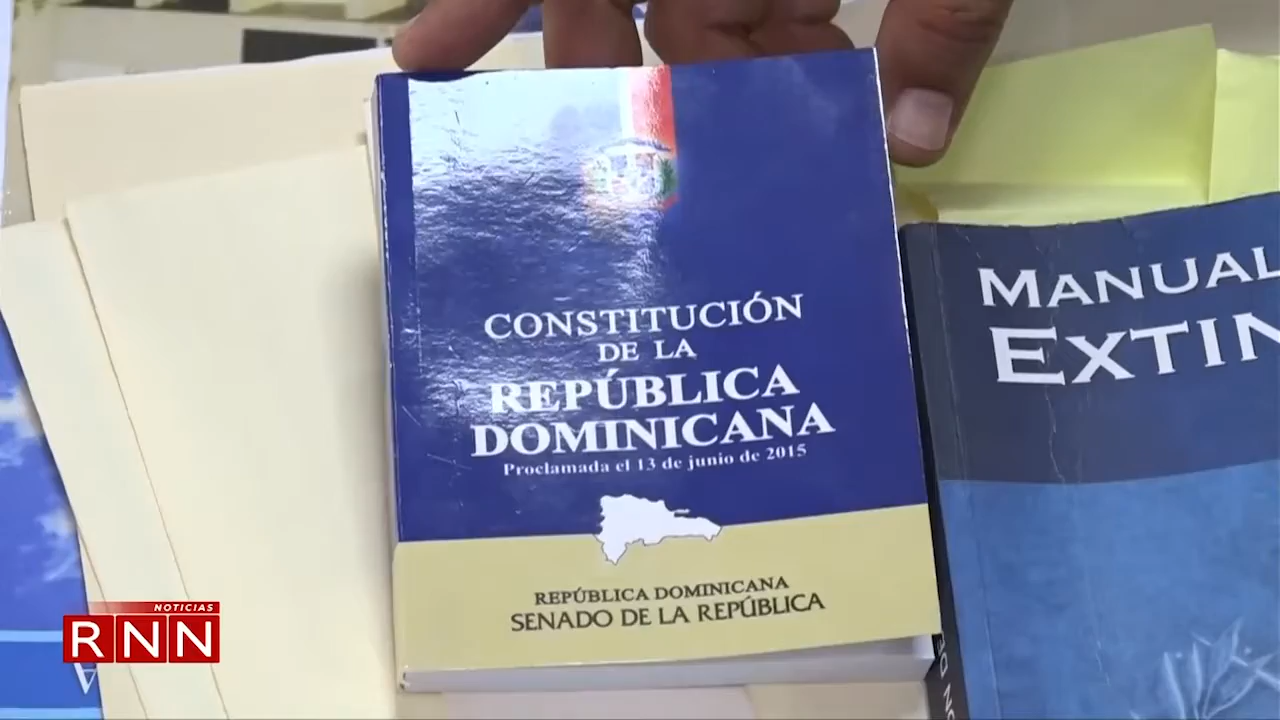 CONSTITUCIÓN
DE LA
REPÚBLICA
DOMINICANA
Proclamada el 13 de junio de 2015
REPÚBLICA DOMINICANA
SENADO DE LA REPÚBLICA
MANUAL
EXTIN
NOTICIAS
RNN